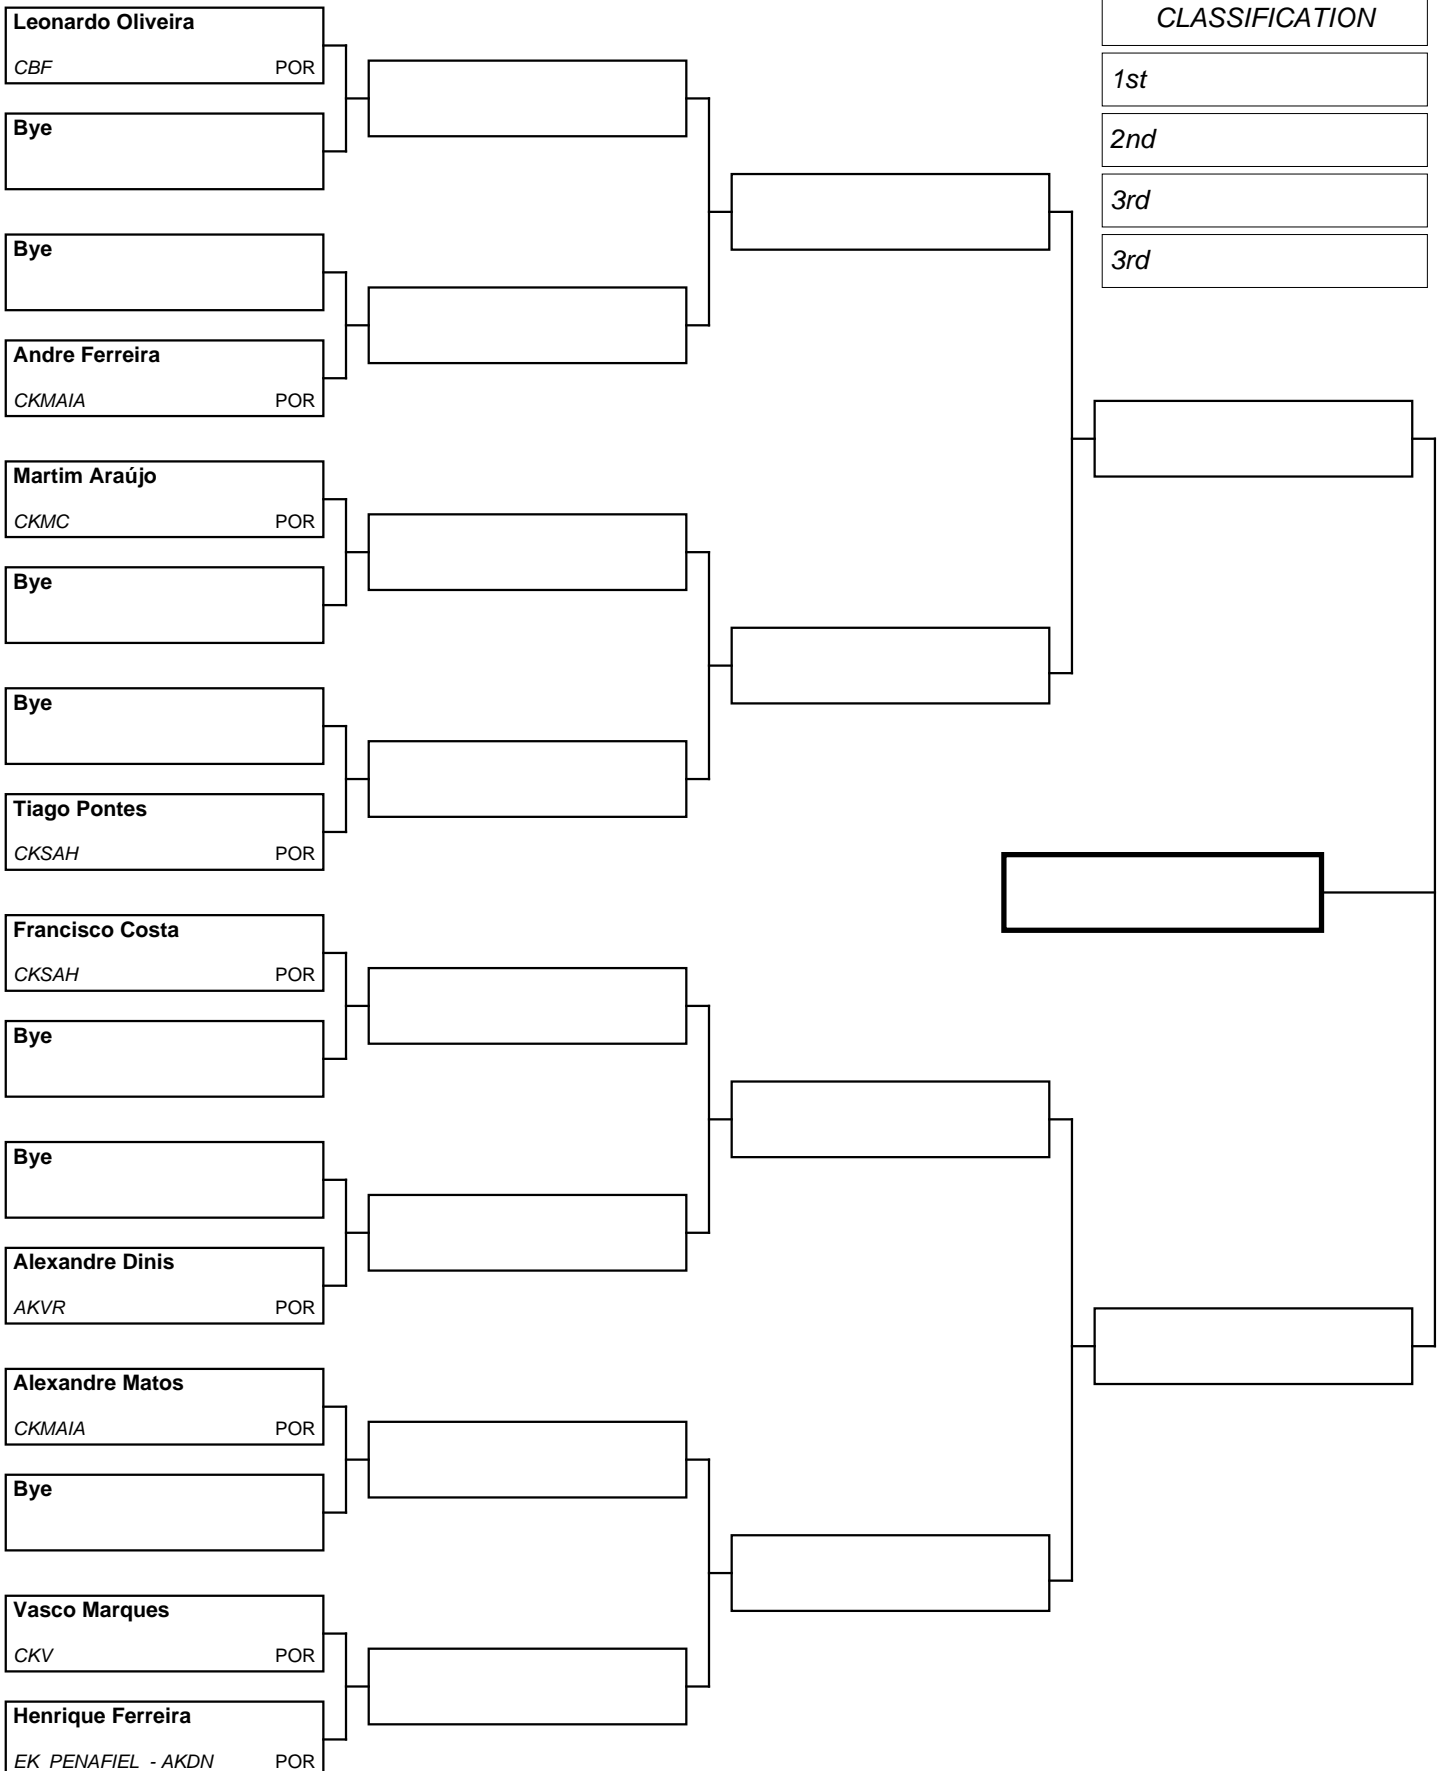 Leonardo Oliveira
CBF POR
Bye
Bye
Andre Ferreira
CKMAIA POR
Martim Araújo
CKMC POR
Bye
Bye
Tiago Pontes
CKSAH POR
Francisco Costa
CKSAH POR
Bye
Bye
Alexandre Dinis
AKVR POR
Alexandre Matos
CKMAIA POR
Bye
Vasco Marques
CKV POR
Henrique Ferreira
EK PENAFIEL - AKDN POR
CLASSIFICATION
1st
2nd
3rd
3rd